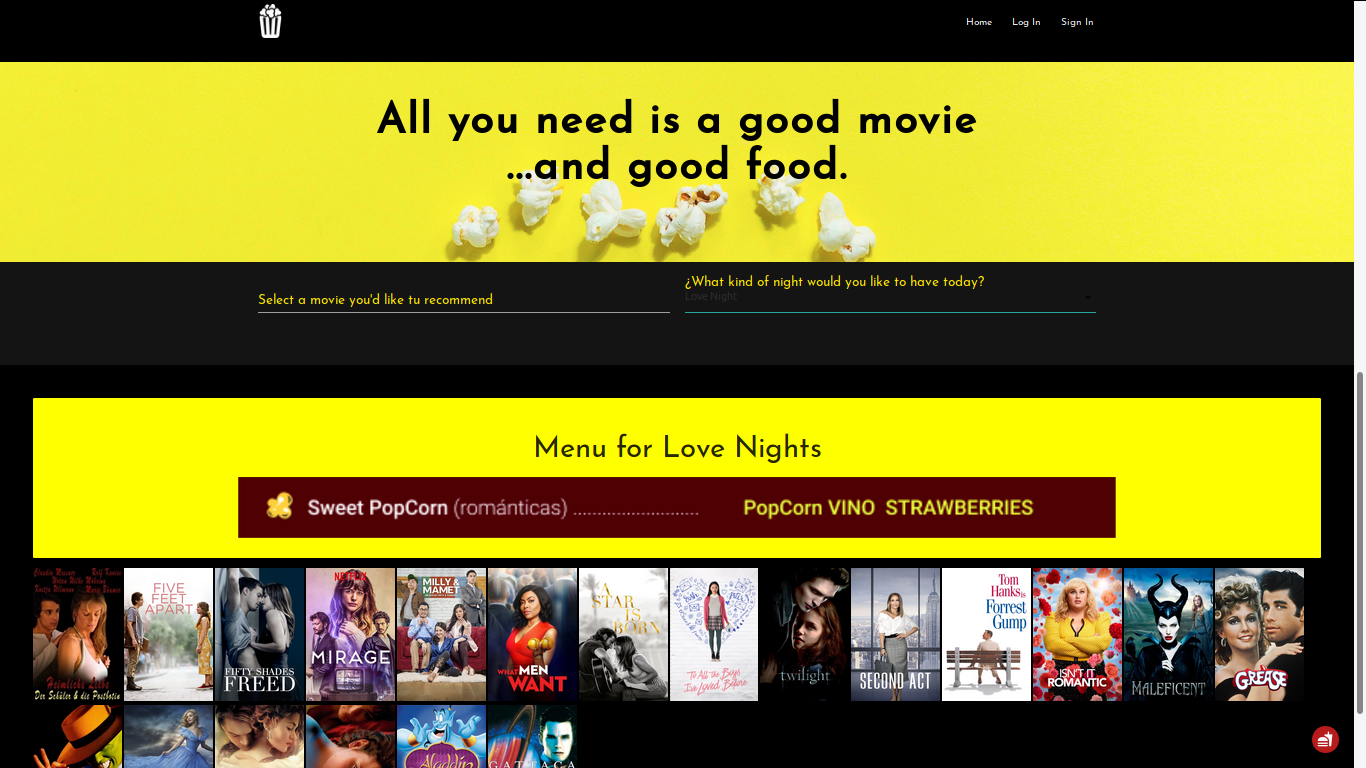 Home Log In Sign In
All you need is a good movie
...and good food.
¿What kind of night would you like to have today?
Select a movie you'd like tu recommend
Love Night
Menu for Love Nights
Sweet PopCorn (románticas) .......................... PopCorn VINO STRAWBERRIES
Heimliche Liebe
Der Schüler & die Postbotin
FIVE
FEET
APART
FIFTY SHADES
FREED
NETFLIX
MIRAGE
MILLY &
MAMET
WHAT MEN
WANT
A
STAR
IS
BORN
To All the Boys
I've Loved Before
twilight
SECOND ACT
Tom
Hanks is
Forrest
Gump
ISN'T IT
ROMANTIC
MALEFICENT
GREASE
Aladdin
GATTACA